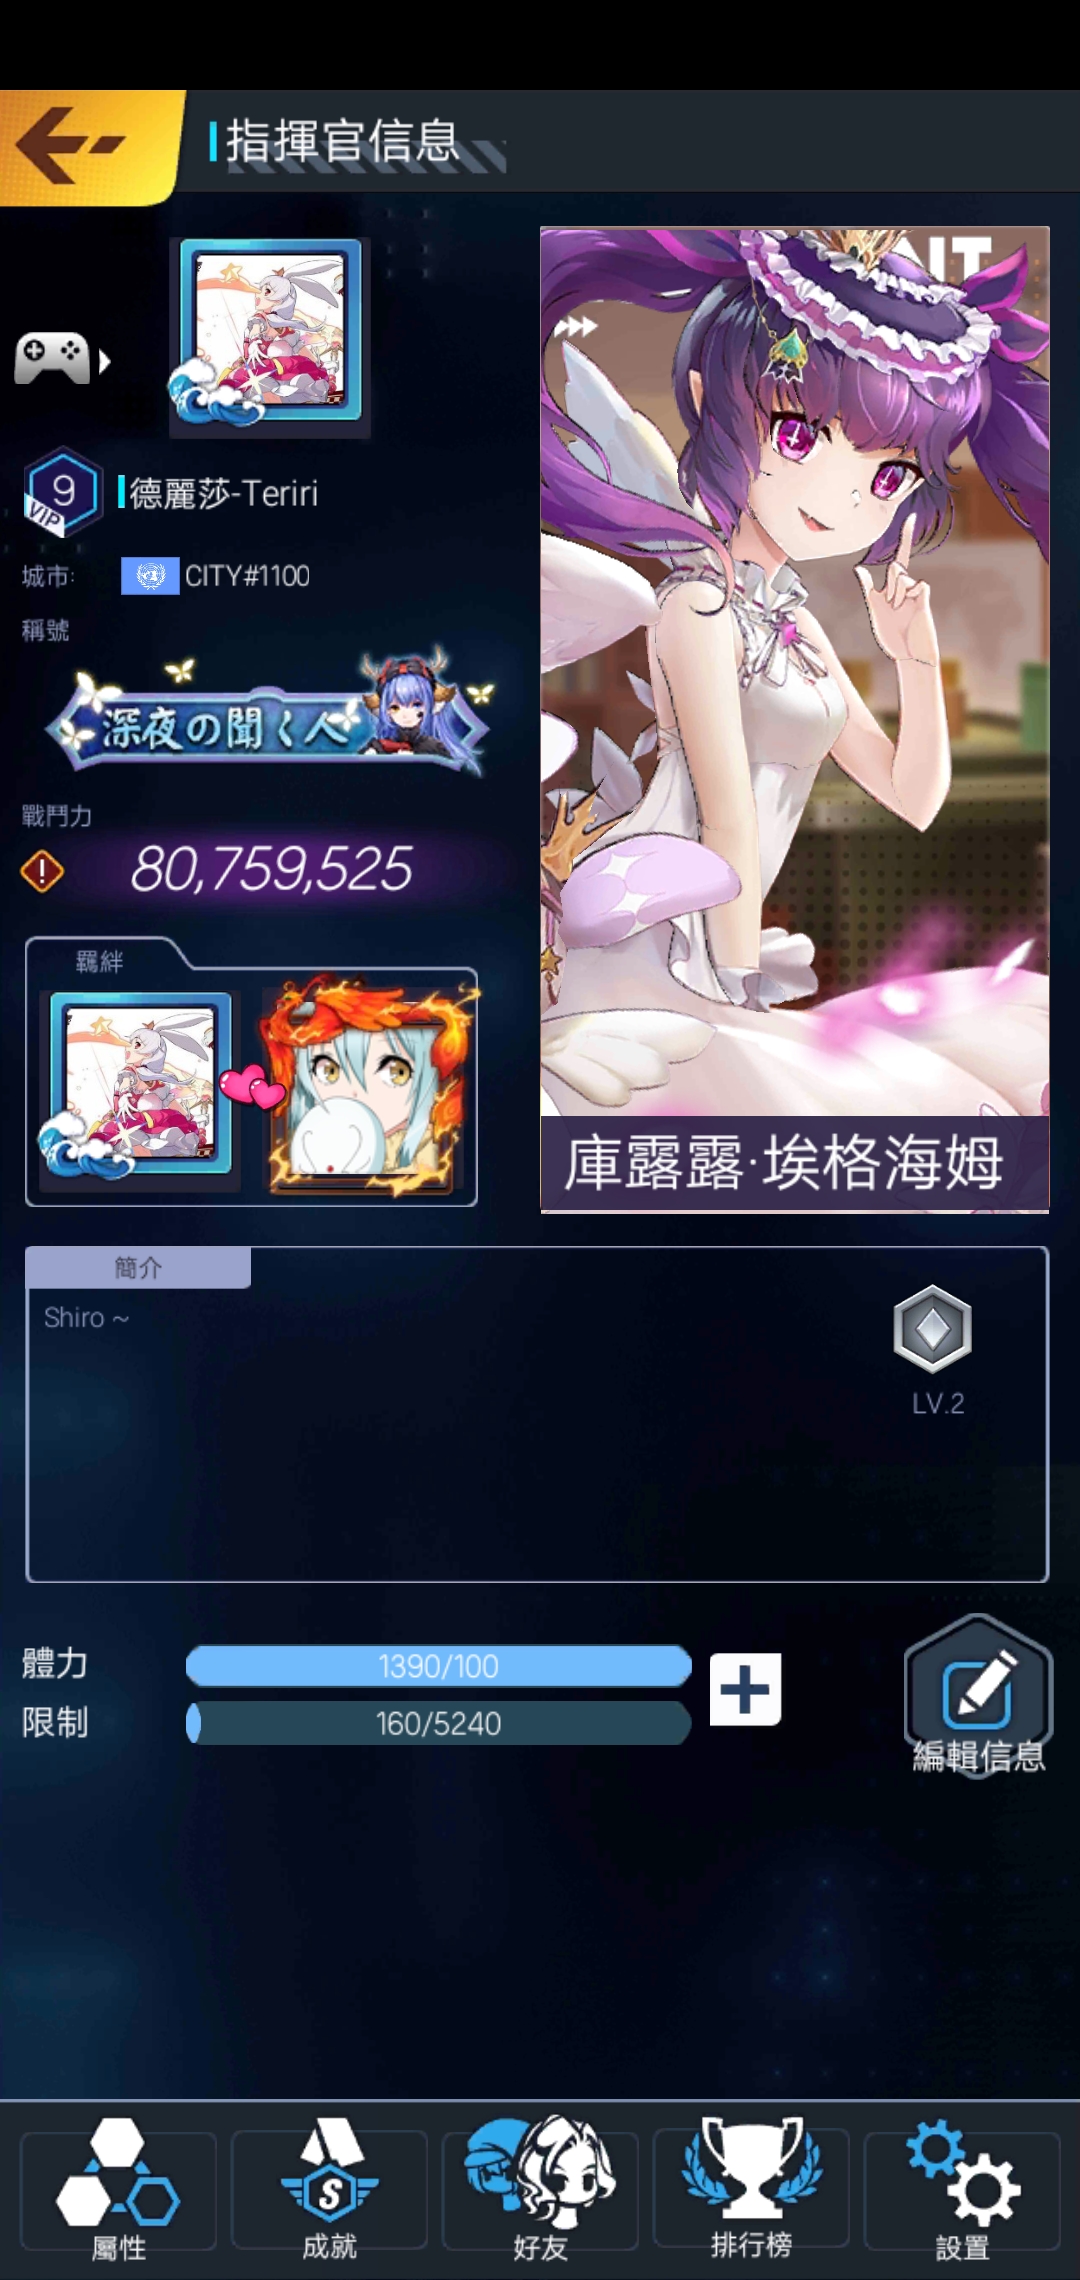 指揮官信息
NIT
9
VIP
德麗莎-Teriri
城市:
CITY#1100
稱號
深夜の聞く人
戰鬥力
80,759,525
羈絆
庫露露·埃格海姆
簡介
Shiro ~
LV.2
體力
1390/100
限制
160/5240
編輯信息
S
屬性
成就
好友
排行榜
設置